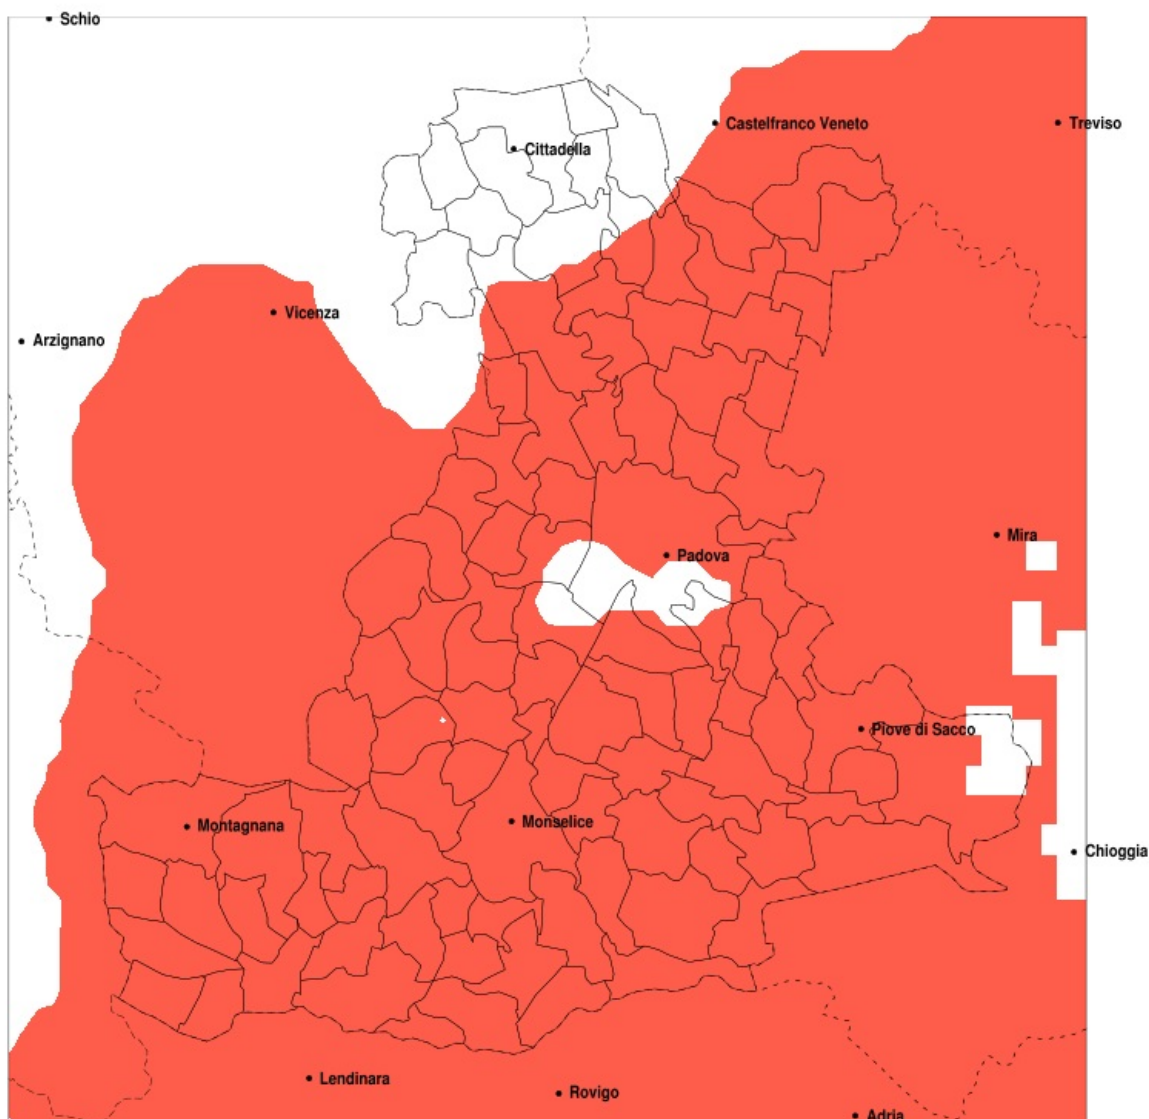 Schio
Castelfranco Veneto
Treviso
Cittadella
Vicenza
Arzignano
Mira
Padova
Piove di Sacco
Montagnana
Monselice
Chioggia
Lendinara
Rovigo
Adria